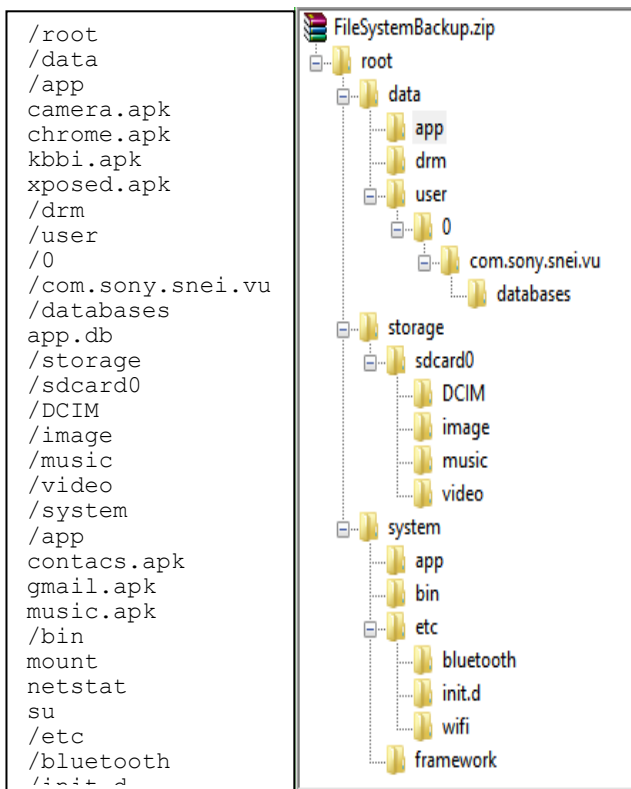 /root
/data
/app
camera.apk
chrome.apk
kbbi.apk
xposed.apk
/drm
/user
/0
/com.sony.snei.vu
/databases
app.db
/storage
/sdcard0
/DCIM
/image
/music
/video
/system
/app
contacs.apk
gmail.apk
music.apk
/bin
mount
netstat
su
/etc
/bluetooth
/init.d
FileSystemBackup.zip
root
data
app
drm
user
0
com.sony.snei.vu
databases
storage
sdcard0
DCIM
image
music
video
system
app
bin
etc
bluetooth
init.d
wifi
framework